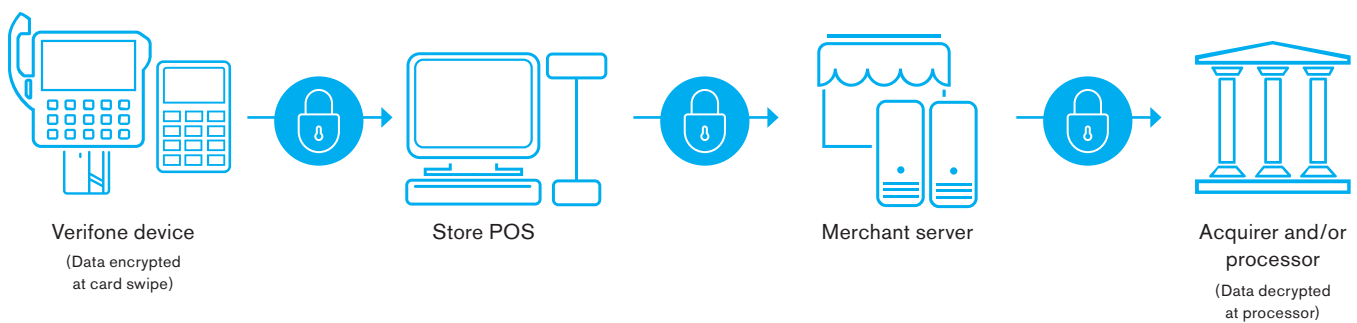 Verifone device
(Data encrypted
at card swipe)
Store POS
Merchant server
Acquirer and/or
processor
(Data decrypted
at processor)